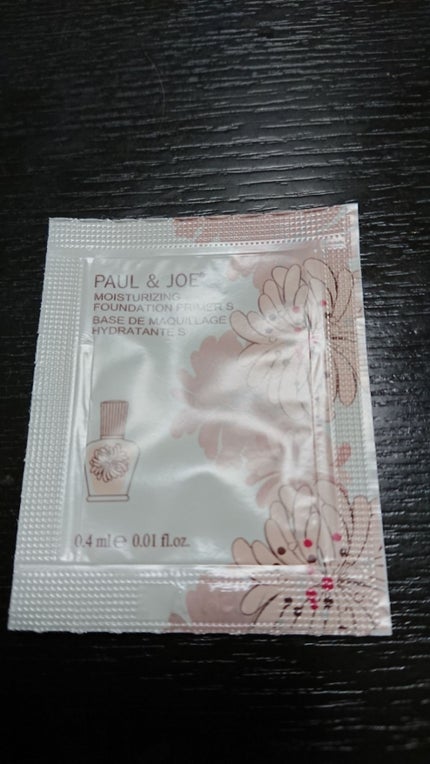 PAUL & JOE®
MOISTURIZING
FOUNDATION PRIMER S
BASE DE MAQUILLAGE
HYDRATANTE S
0.4 ml ℮ 0.01 fl.oz.